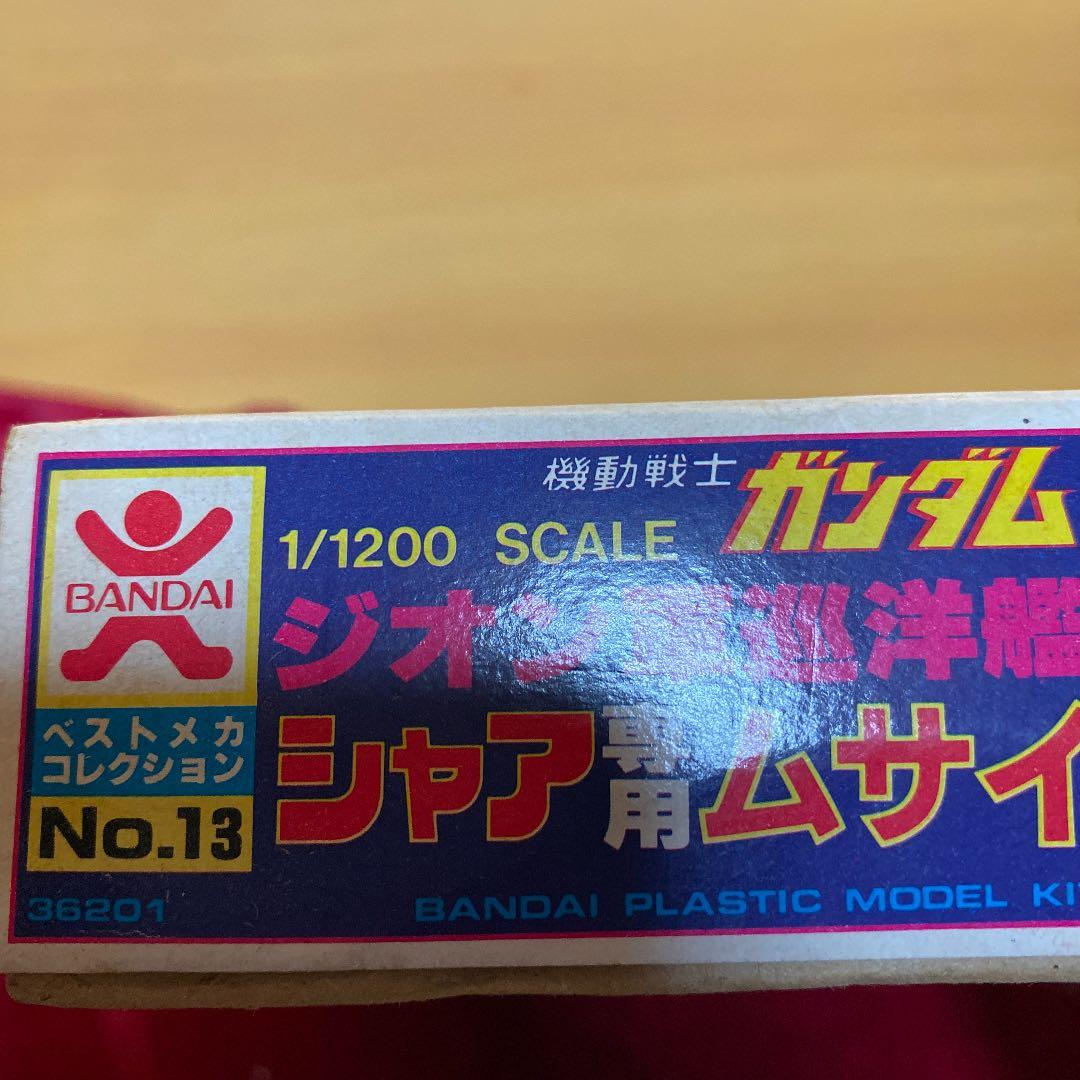 機動戦士 ガンダム
1/1200 SCALE
ジオン軍巡洋艦
シャア専用ムサイ
BANDAI
ベストメカ
コレクション
No.13
36201
BANDAI PLASTIC MODEL KI